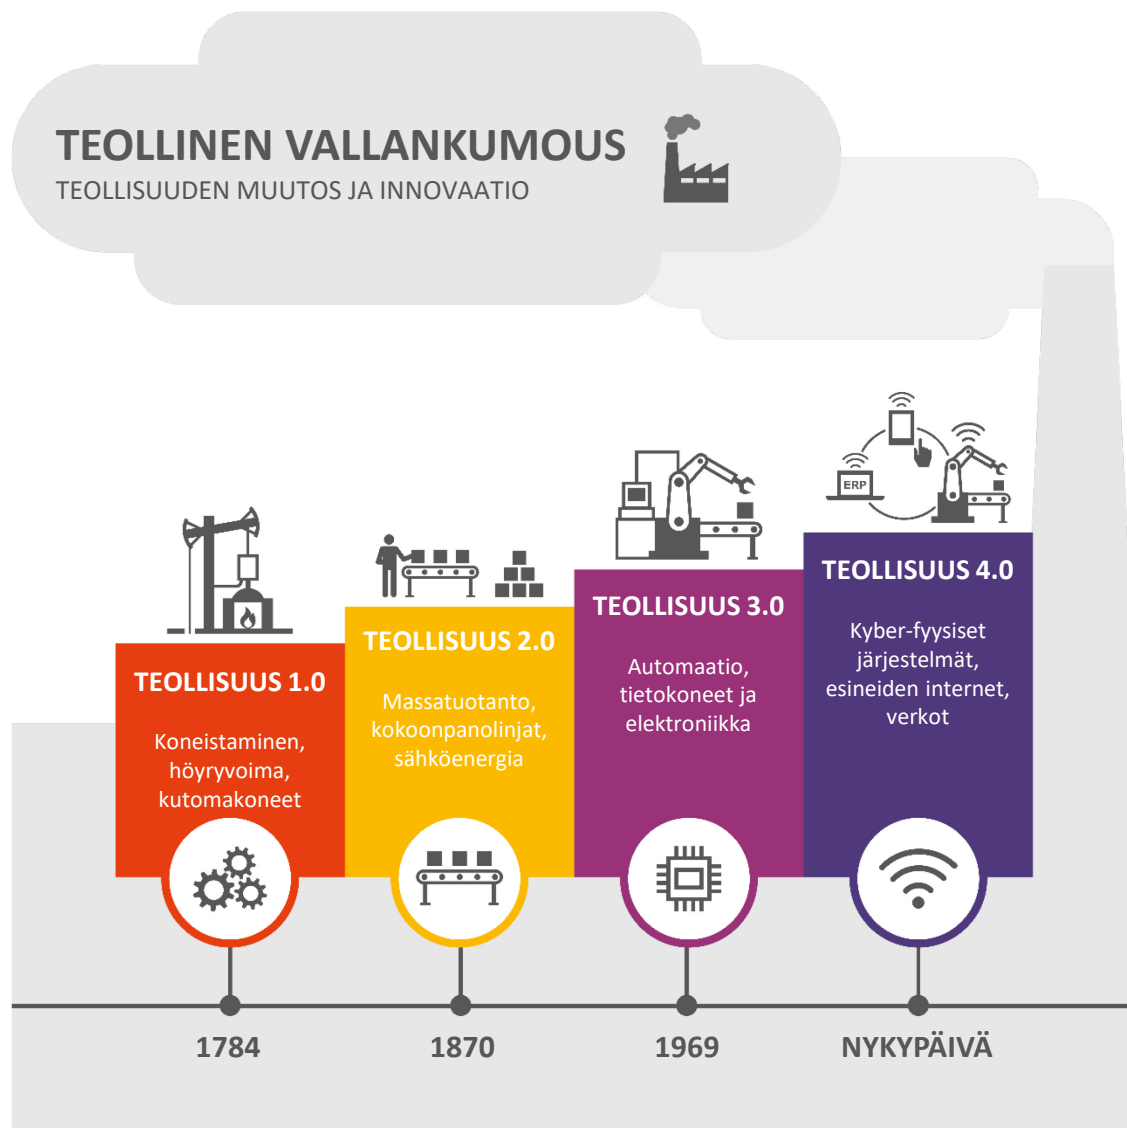 TEOLLINEN VALLANKUMOUS
TEOLLISUUDEN MUUTOS JA INNOVAATIO
ERP
TEOLLISUUS 1.0
Koneistaminen,
höyryvoima,
kutomakoneet
TEOLLISUUS 2.0
Massatuotanto,
kokoonpanolinjat,
sähköenergia
TEOLLISUUS 3.0
Automaatio,
tietokoneet ja
elektroniikka
TEOLLISUUS 4.0
Kyber-fyysiset
järjestelmät,
esineiden internet,
verkot
1784
1870
1969
NYKYPÄIVÄ